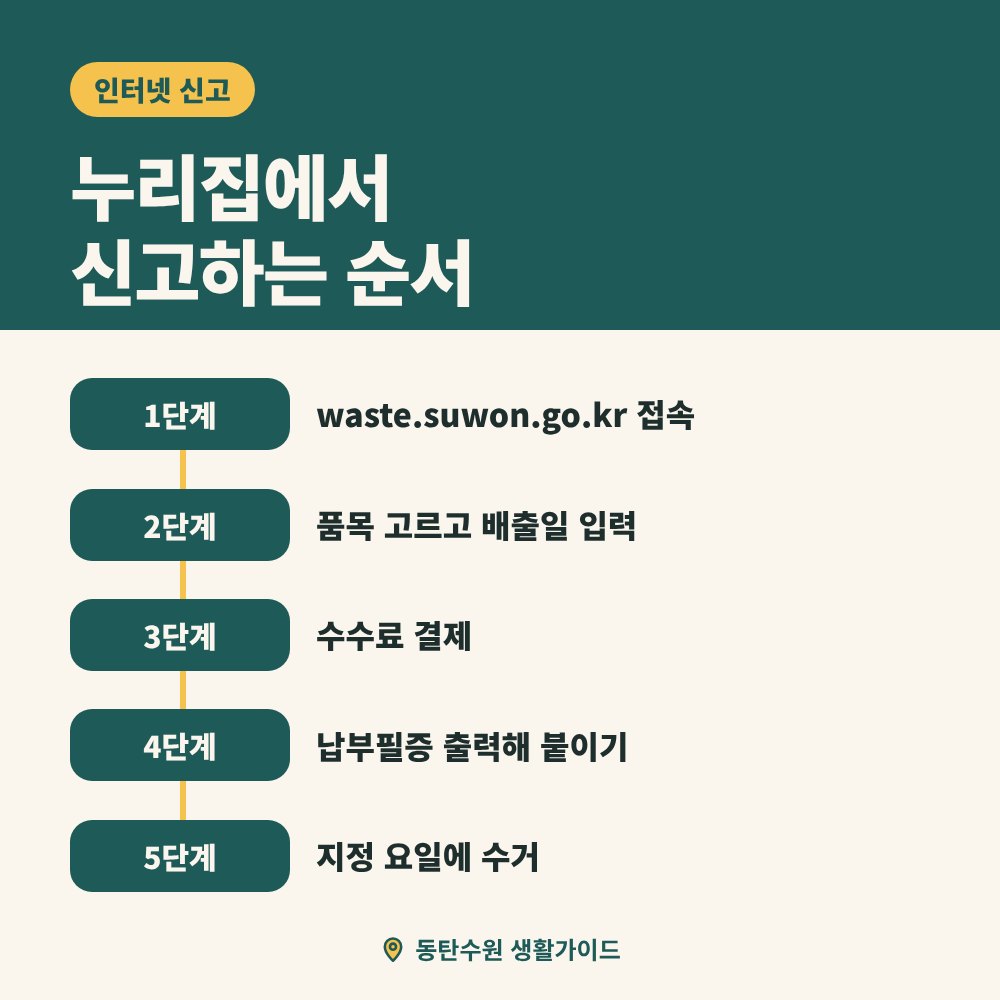 인터넷 신고
누리집에서
신고하는 순서
1단계 waste.suwon.go.kr 접속
2단계 품목 고르고 배출일 입력
3단계 수수료 결제
4단계 납부필증 출력해 붙이기
5단계 지정 요일에 수거
동탄수원 생활가이드